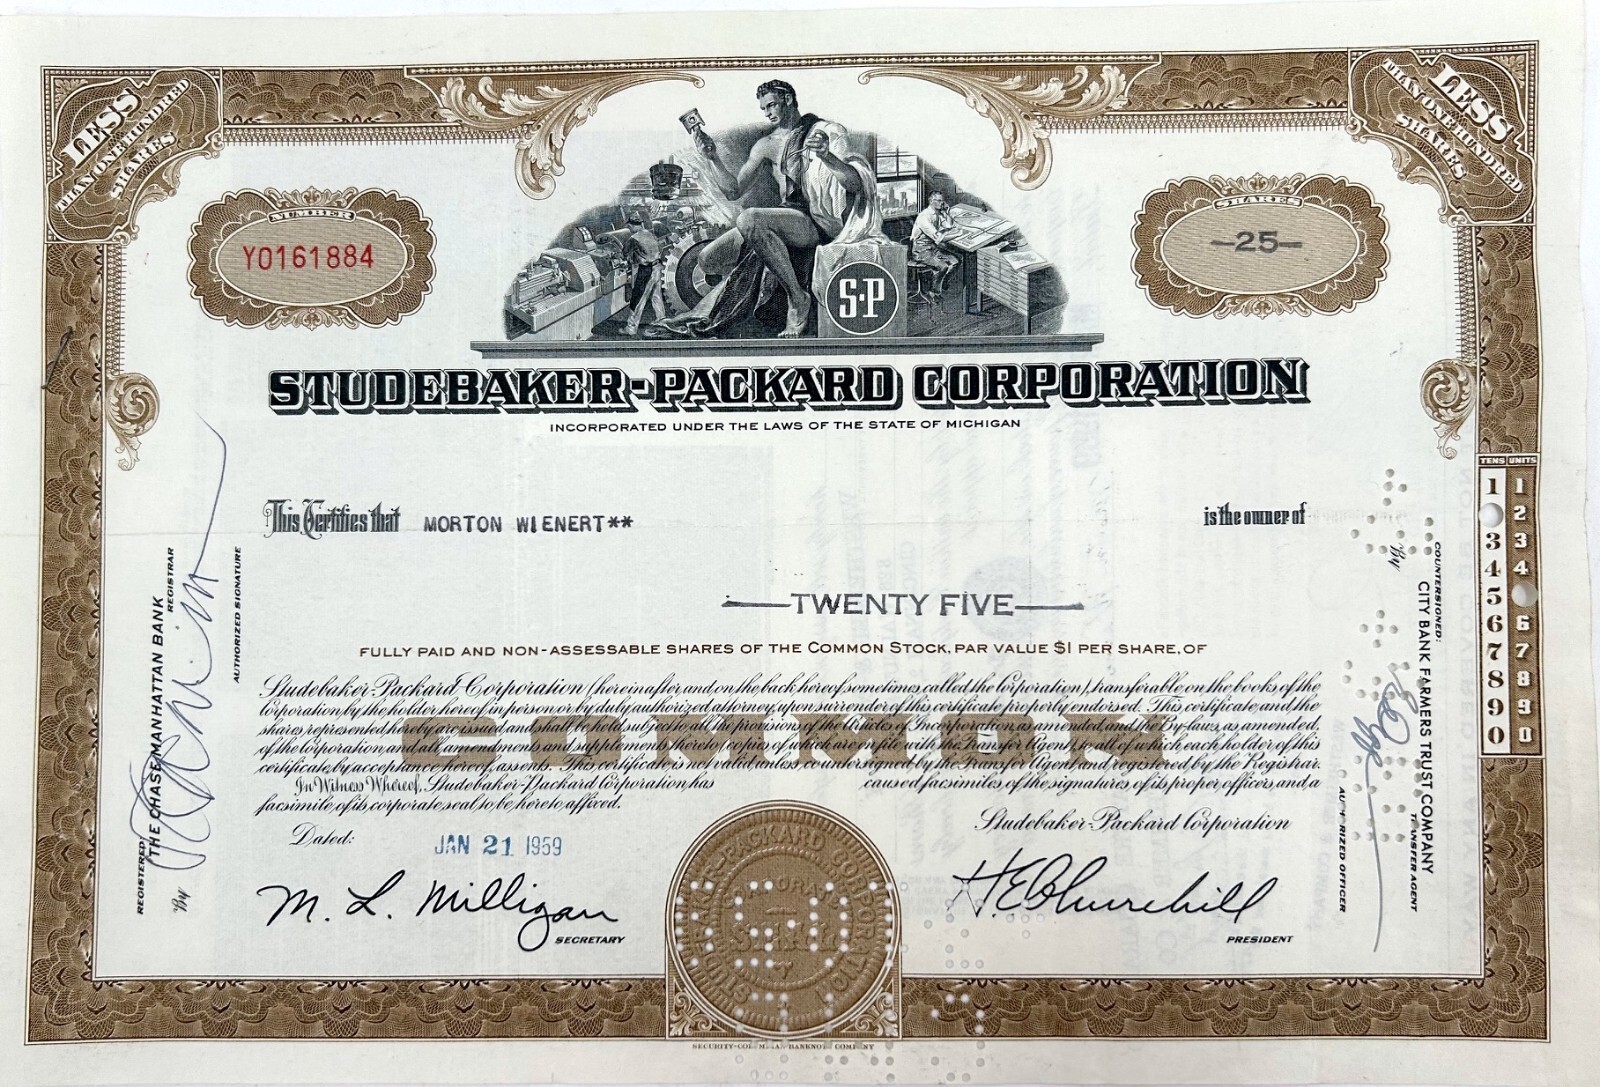 LESS
THAN ONE HUNDRED
SHARES
LESS
THAN ONE HUNDRED
SHARES
NUMBER
Y0161884
SHARES
—25—
S-P
STUDEBAKER-PACKARD CORPORATION
INCORPORATED UNDER THE LAWS OF THE STATE OF MICHIGAN
This Certifies that MORTON WIENERT** is the owner of
—TWENTY FIVE—
FULLY PAID AND NON-ASSESSABLE SHARES OF THE COMMON STOCK, PAR VALUE $1 PER SHARE, OF
Studebaker-Packard Corporation (hereinafter and on the back hereof sometimes called the Corporation), transferable on the books of the
Corporation, by the holder hereof in person or by duly authorized attorney, upon surrender of this certificate properly endorsed. This certificate and the
shares represented hereby are issued and shall be held subject to all the provisions of the Articles of Incorporation, as amended, and the By-laws, as amended,
of the Corporation and all amendments and supplements thereto (copies of which are on file with the Transfer Agent), to all of which each holder of this
certificate, by acceptance hereof, assents. This certificate is not valid unless countersigned by the Transfer Agent and registered by the Registrar.
In Witness Whereof, Studebaker-Packard Corporation has caused facsimiles of the signatures of its proper officers, and a
facsimile of its corporate seal to be hereto affixed.
Studebaker-Packard Corporation
Dated: JAN 21 1959
M. L. Milligan
SECRETARY
H E Churchill
PRESIDENT
STUDEBAKER-PACKARD CORPORATION
REGISTERED:
THE CHASE MANHATTAN BANK
REGISTRAR
By
AUTHORIZED SIGNATURE
COUNTERSIGNED:
CITY BANK FARMERS TRUST COMPANY
TRANSFER AGENT
By
AUTHORIZED OFFICER
TENS UNITS
1 1
2
3 3
4 4
5
6 6
7 7
8 8
9 9
0 0
SECURITY-COLUMBIAN BANKNOTE COMPANY